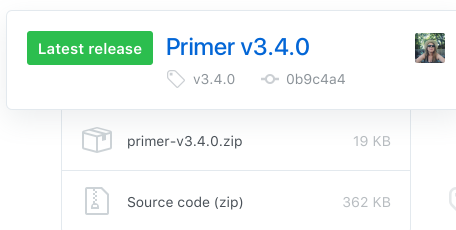 Latest release Primer v3.4.0
v3.4.0 0b9c4a4
primer-v3.4.0.zip 19 KB
Source code (zip) 362 KB